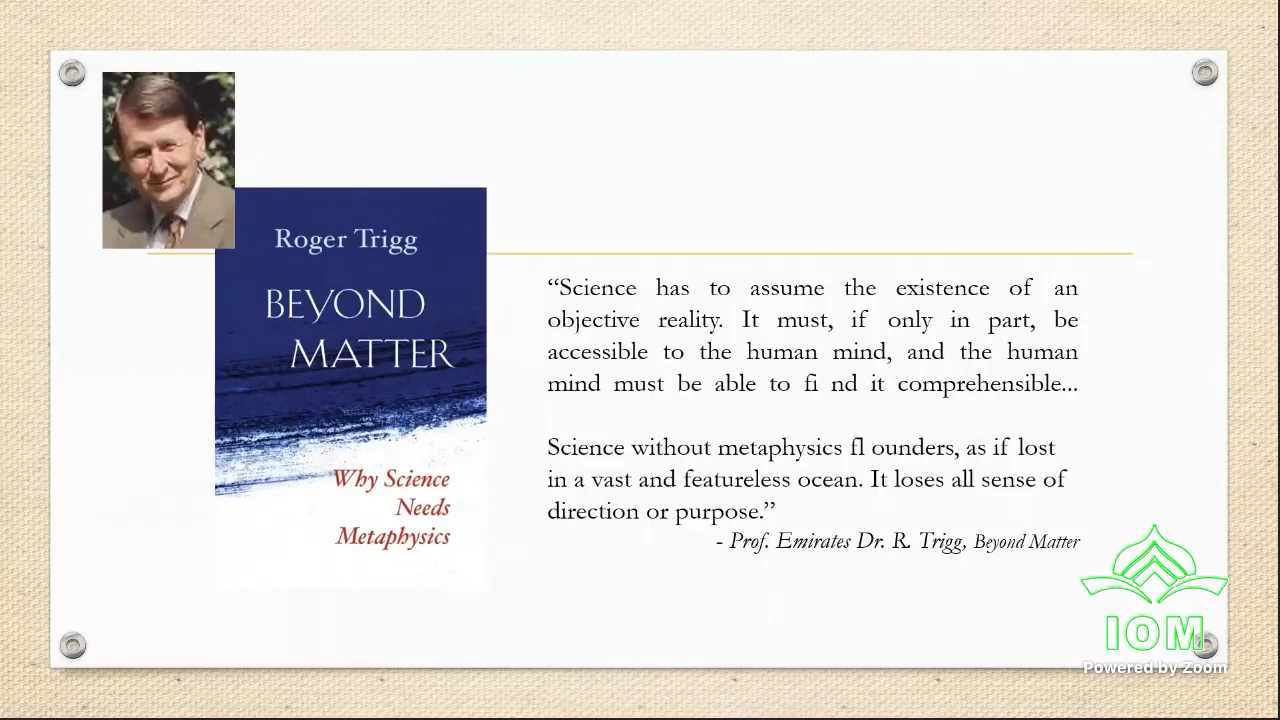 Roger Trigg
BEYOND
MATTER
Why Science
Needs
Metaphysics
“Science has to assume the existence of an
objective reality. It must, if only in part, be
accessible to the human mind, and the human
mind must be able to fi nd it comprehensible...
Science without metaphysics fl ounders, as if lost
in a vast and featureless ocean. It loses all sense of
direction or purpose.”
- Prof. Emirates Dr. R. Trigg, Beyond Matter
IOM
Powered by Zoom